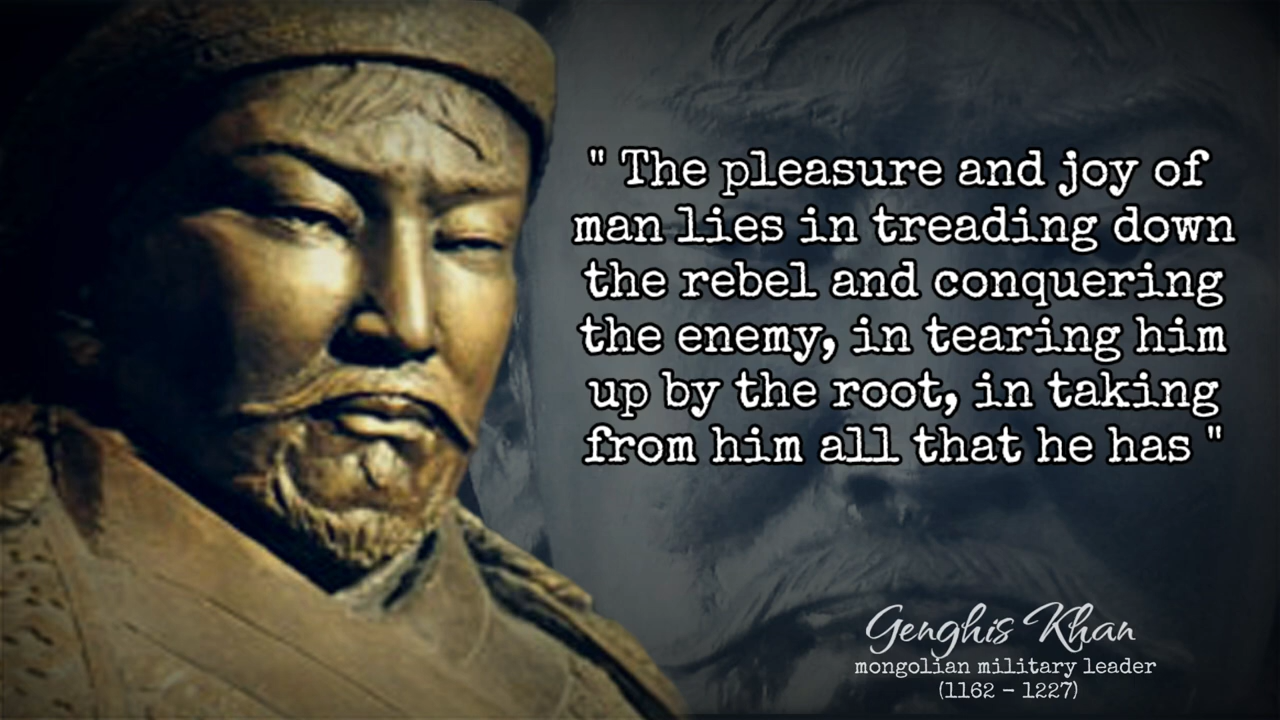 " The pleasure and joy of
man lies in treading down
the rebel and conquering
the enemy, in tearing him
up by the root, in taking
from him all that he has "
Genghis Khan
mongolian military leader
(1162 - 1227)